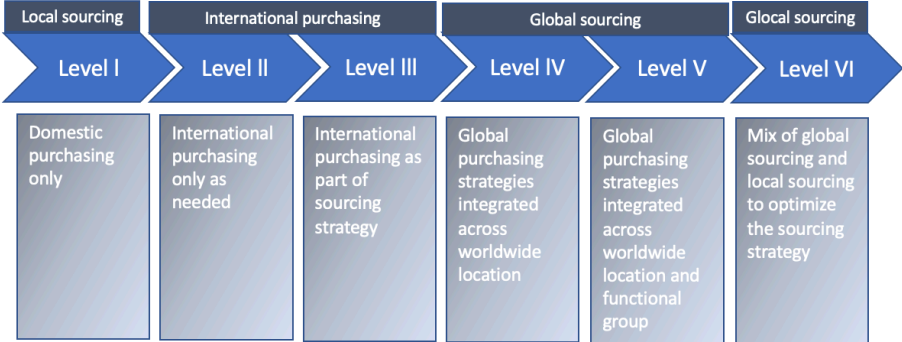 Local sourcing
International purchasing
Global sourcing
Glocal sourcing
Level I
Level II
Level III
Level IV
Level V
Level VI
Domestic
purchasing
only
International
purchasing
only as
needed
International
purchasing as
part of
sourcing
strategy
Global
purchasing
strategies
integrated
across
worldwide
location
Global
purchasing
strategies
integrated
across
worldwide
location and
functional
group
Mix of global
sourcing and
local sourcing
to optimize
the sourcing
strategy